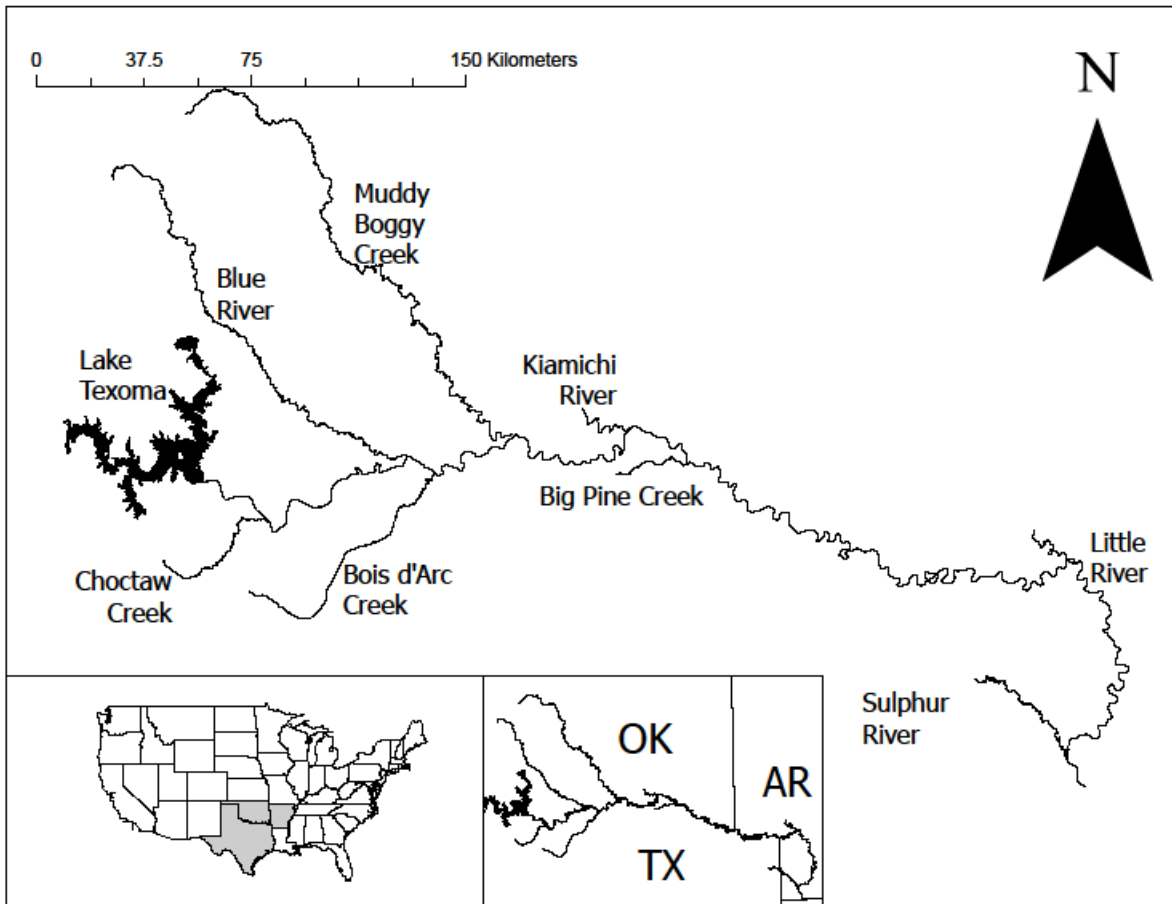 0 37.5 75 150 Kilometers
N
Muddy
Boggy
Creek
Blue
River
Lake
Texoma
Kiamichi
River
Big Pine Creek
Little
River
Choctaw
Creek
Bois d'Arc
Creek
Sulphur
River
OK
AR
TX